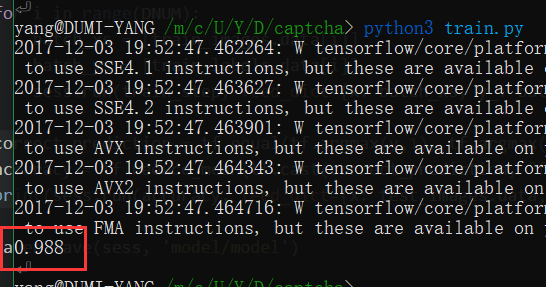 yang@DUMI-YANG /m/c/U/Y/D/captcha> python3 train.py
2017-12-03 19:52:47.462264: W tensorflow/core/platfor
to use SSE4.1 instructions, but these are available o
2017-12-03 19:52:47.463627: W tensorflow/core/platfor
to use SSE4.2 instructions, but these are available o
2017-12-03 19:52:47.463901: W tensorflow/core/platfor
to use AVX instructions, but these are available on
2017-12-03 19:52:47.464343: W tensorflow/core/platfor
to use AVX2 instructions, but these are available on
2017-12-03 19:52:47.464716: W tensorflow/core/platfor
to use FMA instructions, but these are available on
0.988
(sess, 'model/model')
yang@DUMI-YANG /m/c/U/Y/D/captcha>